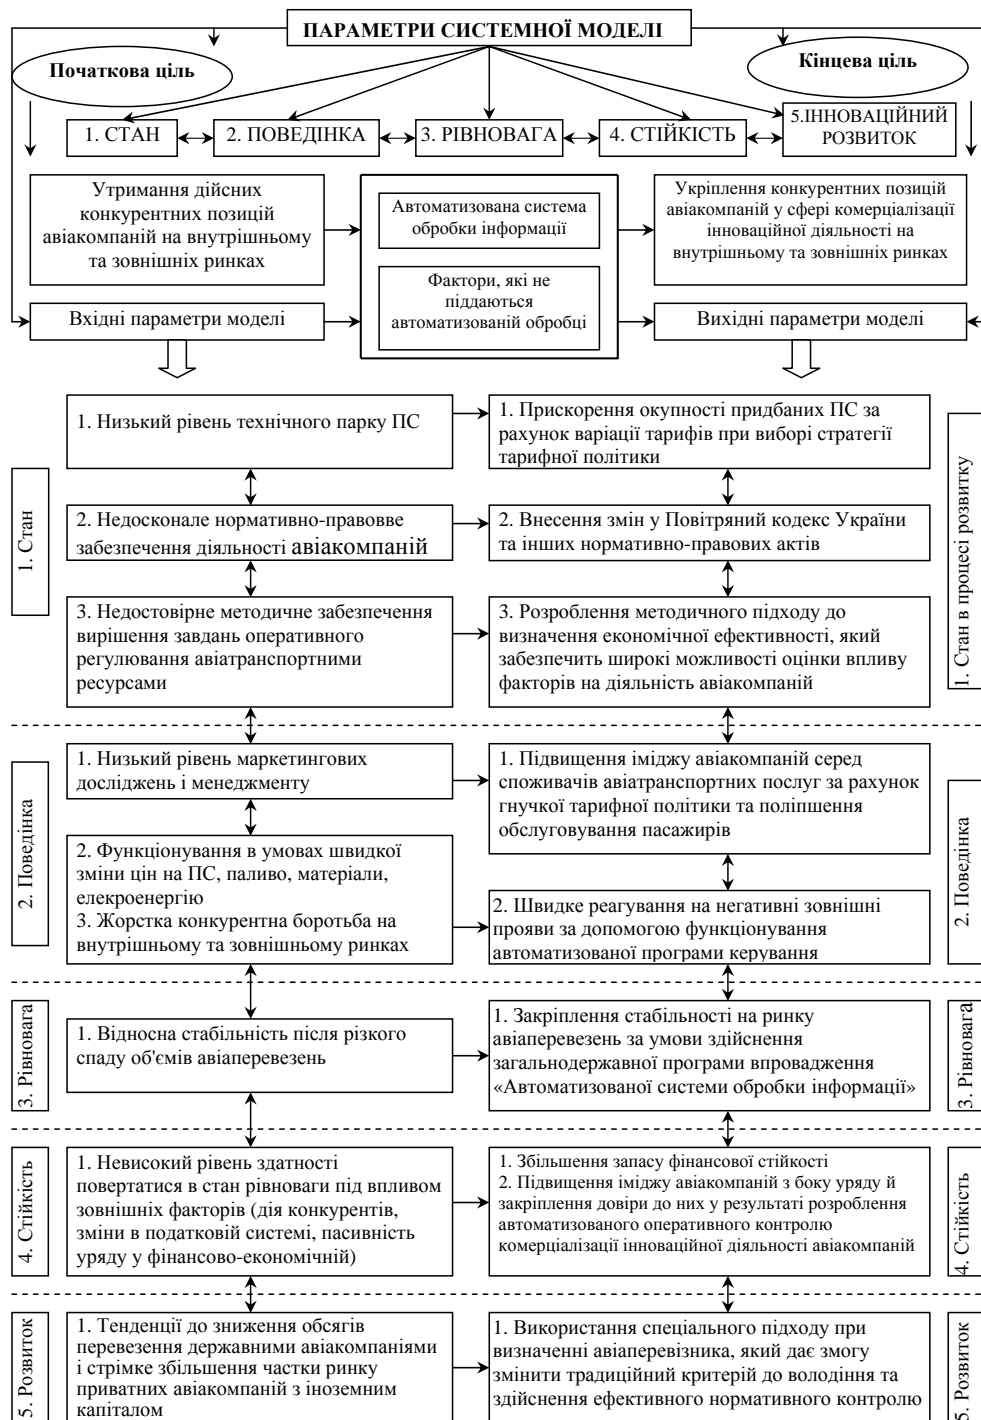 ПАРАМЕТРИ СИСТЕМНОЇ МОДЕЛІ
Початкова ціль
Кінцева ціль
1. СТАН
2. ПОВЕДІНКА
3. РІВНОВАГА
4. СТІЙКІСТЬ
5.ІННОВАЦІЙНИЙ
РОЗВИТОК
Утримання дійсних
конкурентних позицій
авіакомпаній на внутрішньому
та зовнішніх ринках
Автоматизована система
обробки інформації
Фактори, які не
піддаються
автоматизованій обробці
Укріплення конкурентних позицій
авіакомпаній у сфері комерціалізації
інноваційної діяльності на
внутрішньому та зовнішніх ринках
Вхідні параметри моделі
Вихідні параметри моделі
1. Стан
1. Низький рівень технічного парку ПС
1. Прискорення окупності придбаних ПС за
рахунок варіації тарифів при виборі стратегії
тарифної політики
2. Недосконале нормативно-правовве
забезпечення діяльності авіакомпаній
2. Внесення змін у Повітряний кодекс України
та інших нормативно-правових актів
3. Недостовірне методичне забезпечення
вирішення завдань оперативного
регулювання авіатранспортними
ресурсами
3. Розроблення методичного підходу до
визначення економічної ефективності, який
забезпечить широкі можливості оцінки впливу
факторів на діяльність авіакомпаній
1. Стан в процесі розвитку
2. Поведінка
1. Низький рівень маркетингових
досліджень і менеджменту
1. Підвищення іміджу авіакомпаній серед
споживачів авіатранспортних послуг за рахунок
гнучкої тарифної політики та поліпшення
обслуговування пасажирів
2. Функціонування в умовах швидкої
зміни цін на ПС, паливо, матеріали,
елекроенергію
3. Жорстка конкурентна боротьба на
внутрішньому та зовнішньому ринках
2. Швидке реагування на негативні зовнішні
прояви за допомогою функціонування
автоматизованої програми керування
2. Поведінка
3. Рівновага
1. Відносна стабільність після різкого
спаду об'ємів авіаперевезень
1. Закріплення стабільності на ринку
авіаперевезень за умови здійснення
загальнодержавної програми впровадження
«Автоматизованої системи обробки інформації»
3. Рівновага
4. Стійкість
1. Невисокий рівень здатності
повертатися в стан рівноваги під впливом
зовнішніх факторів (дія конкурентів,
зміни в податковій системі, пасивність
уряду у фінансово-економічній)
1. Збільшення запасу фінансової стійкості
2. Підвищення іміджу авіакомпаній з боку уряду й
закріплення довіри до них у результаті розроблення
автоматизованого оперативного контролю
комерціалізації інноваційної діяльності авіакомпаній
4. Стійкість
5. Розвиток
1. Тенденції до зниження обсягів
перевезення державними авіакомпаніями
і стрімке збільшення частки ринку
приватних авіакомпаній з іноземним
капіталом
1. Використання спеціального підходу при
визначенні авіаперевізника, який дає змогу
змінити традиційний критерій до володіння та
здійснення ефективного нормативного контролю
5. Розвиток